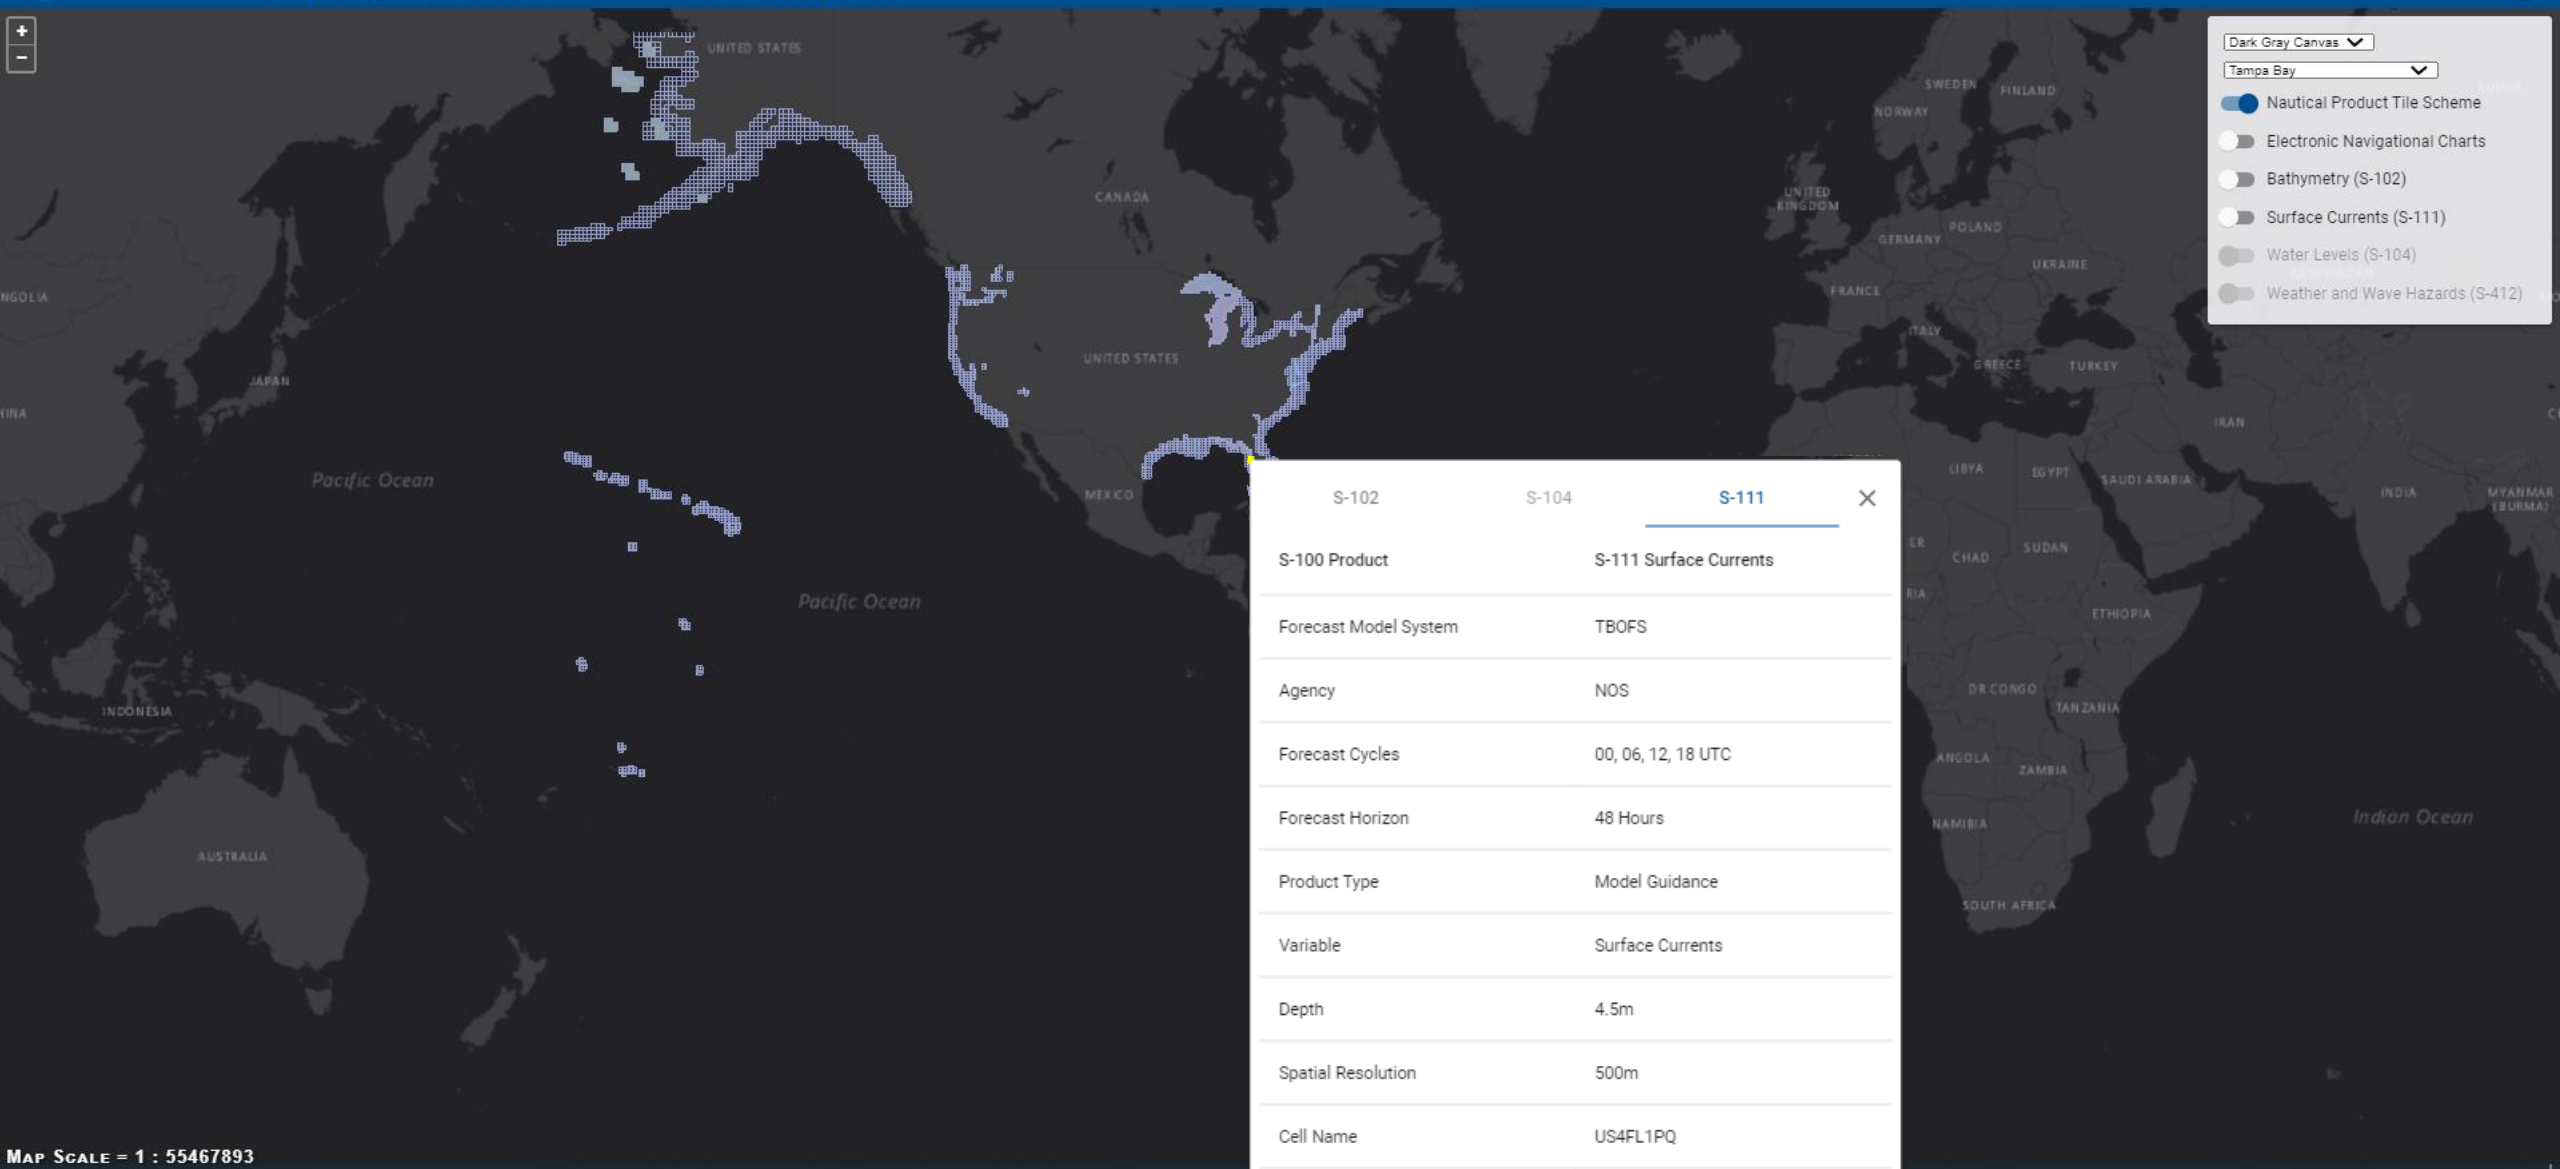 +
−
Dark Gray Canvas
Tampa Bay
Nautical Product Tile Scheme
Electronic Navigational Charts
Bathymetry (S-102)
Surface Currents (S-111)
Water Levels (S-104)
Weather and Wave Hazards (S-412)
UNITED STATES
CANADA
SWEDEN
FINLAND
NORWAY
UNITED
KINGDOM
POLAND
GERMANY
UKRAINE
FRANCE
NGOLIA
ITALY
GREECE
TURKEY
UNITED STATES
JAPAN
HINA
IRAN
LIBYA
EGYPT
SAUDI ARABIA
Pacific Ocean
MÉXICO
INDIA
MYANMAR
(BURMA)
S-102 S-104 S-111 ×
S-100 Product S-111 Surface Currents
Forecast Model System TBOFS
Agency NOS
Forecast Cycles 00, 06, 12, 18 UTC
Forecast Horizon 48 Hours
Product Type Model Guidance
Variable Surface Currents
Depth 4.5m
Spatial Resolution 500m
Cell Name US4FL1PQ
ER
CHAD
SUDAN
RIA
ETHIOPIA
Pacific Ocean
INDONESIA
DR CONGO
TANZANIA
ANGOLA
ZAMBIA
NAMIBIA
Indian Ocean
AUSTRALIA
SOUTH AFRICA
MAP SCALE = 1 : 55467893